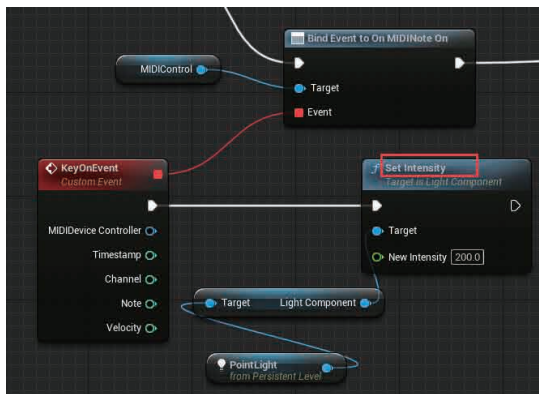 Bind Event to On MIDINote On
MIDIControl
Target
Event
KeyOnEvent
Custom Event
MIDIDevice Controller
Timestamp
Channel
Note
Velocity
f Set Intensity
Target is Light Component
Target
New Intensity 200.0
Target Light Component
PointLight
from Persistent Level